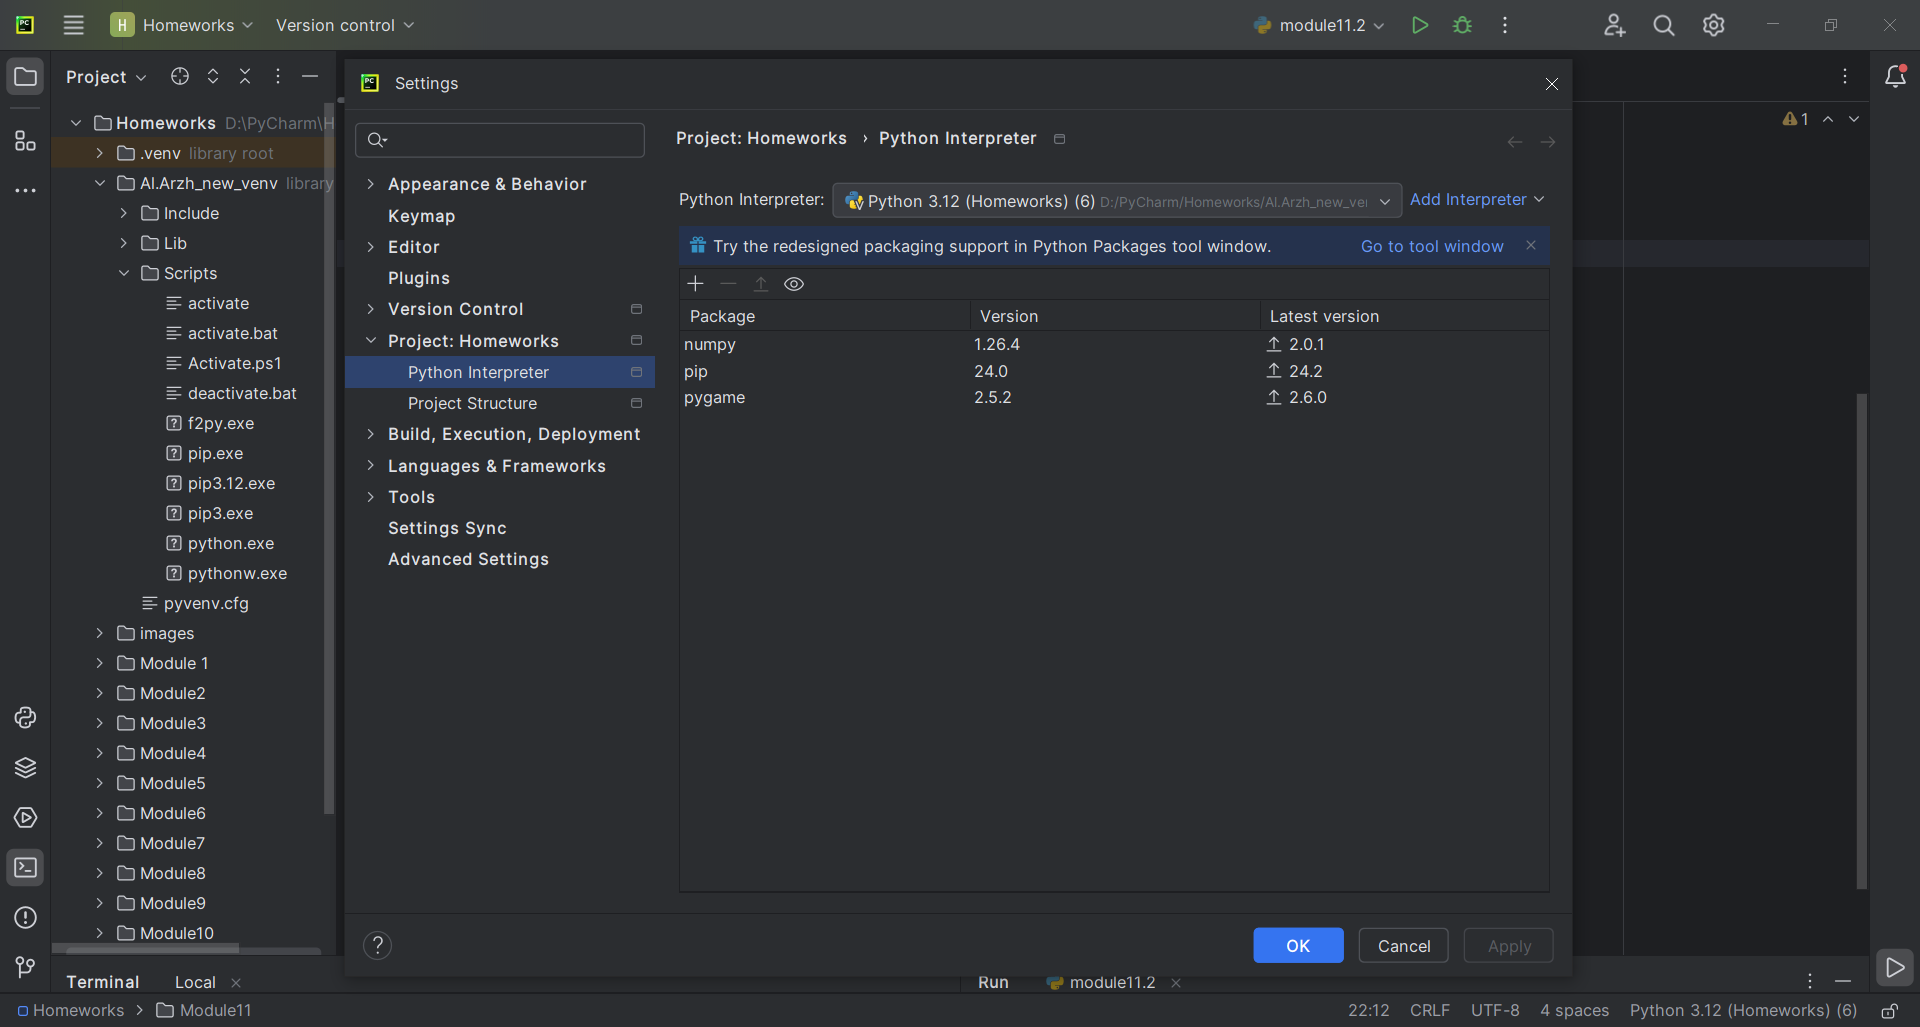 H Homeworks Version control module11.2
Project
Homeworks D:\PyCharm\H
.venv library root
Al.Arzh_new_venv library
Include
Lib
Scripts
activate
activate.bat
Activate.ps1
deactivate.bat
f2py.exe
pip.exe
pip3.12.exe
pip3.exe
python.exe
pythonw.exe
pyvenv.cfg
images
Module 1
Module2
Module3
Module4
Module5
Module6
Module7
Module8
Module9
Module10
Settings
Appearance & Behavior
Keymap
Editor
Plugins
Version Control
Project: Homeworks
Python Interpreter
Project Structure
Build, Execution, Deployment
Languages & Frameworks
Tools
Settings Sync
Advanced Settings
Project: Homeworks › Python Interpreter
Python Interpreter: Python 3.12 (Homeworks) (6) D:/PyCharm/Homeworks/Al.Arzh_new_ve Add Interpreter
Try the redesigned packaging support in Python Packages tool window. Go to tool window
Package Version Latest version
numpy 1.26.4 2.0.1
pip 24.0 24.2
pygame 2.5.2 2.6.0
? OK Cancel Apply
1
Terminal Local Run module11.2
Homeworks > Module11 22:12 CRLF UTF-8 4 spaces Python 3.12 (Homeworks) (6)